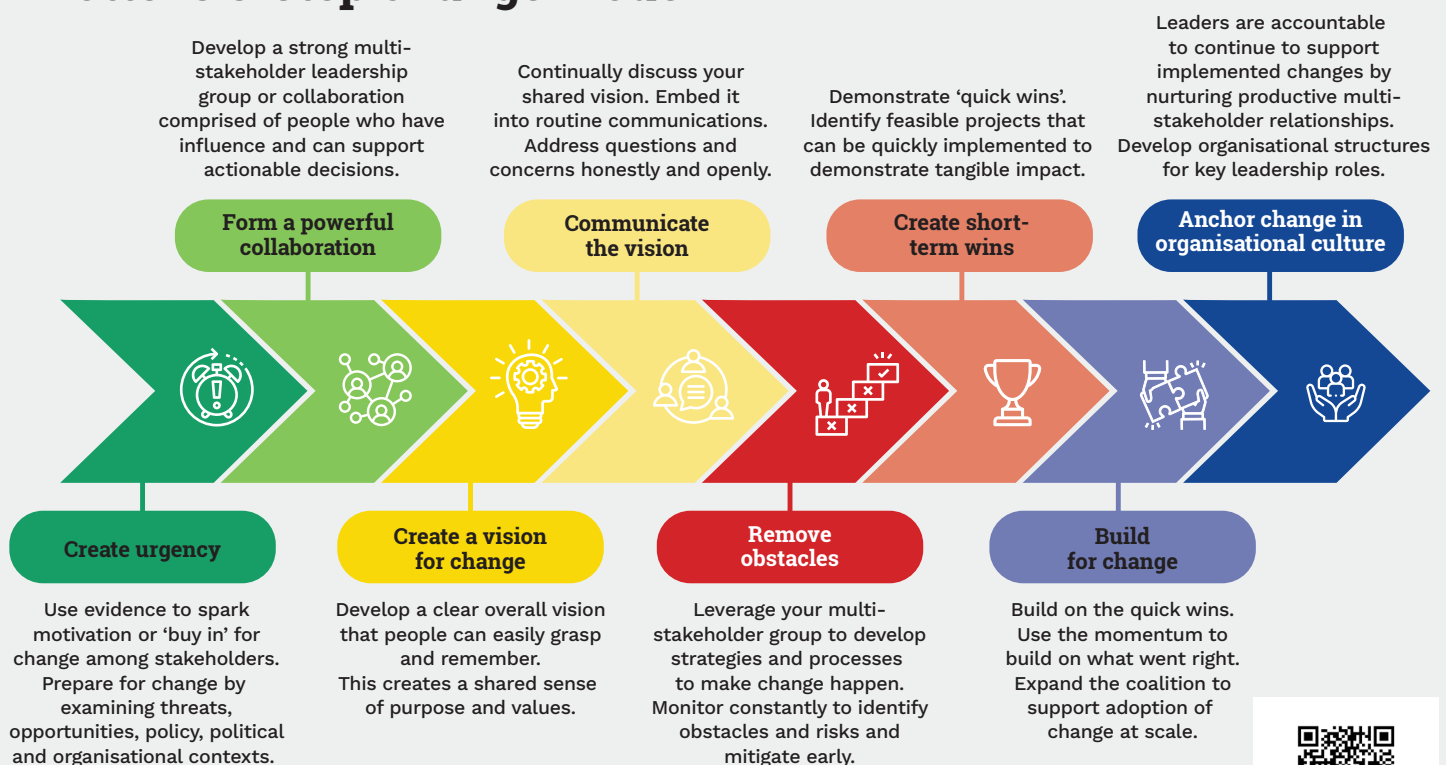 Develop a strong multi-
stakeholder leadership
group or collaboration
comprised of people who have
influence and can support
actionable decisions.
Form a powerful
collaboration
Continually discuss your
shared vision. Embed it
into routine communications.
Address questions and
concerns honestly and openly.
Communicate
the vision
Demonstrate ‘quick wins’.
Identify feasible projects that
can be quickly implemented to
demonstrate tangible impact.
Create short-
term wins
Leaders are accountable
to continue to support
implemented changes by
nurturing productive multi-
stakeholder relationships.
Develop organisational structures
for key leadership roles.
Anchor change in
organisational culture
Create urgency
Use evidence to spark
motivation or ‘buy in’ for
change among stakeholders.
Prepare for change by
examining threats,
opportunities, policy, political
and organisational contexts.
Create a vision
for change
Develop a clear overall vision
that people can easily grasp
and remember.
This creates a shared sense
of purpose and values.
Remove
obstacles
Leverage your multi-
stakeholder group to develop
strategies and processes
to make change happen.
Monitor constantly to identify
obstacles and risks and
mitigate early.
Build
for change
Build on the quick wins.
Use the momentum to
build on what went right.
Expand the coalition to
support adoption of
change at scale.